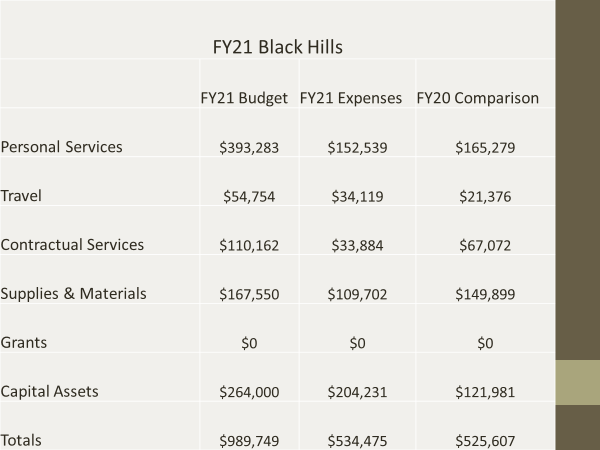 FY21 Black Hills
FY21 Budget FY21 Expenses FY20 Comparison
Personal Services $393,283 $152,539 $165,279
Travel $54,754 $34,119 $21,376
Contractual Services $110,162 $33,884 $67,072
Supplies & Materials $167,550 $109,702 $149,899
Grants $0 $0 $0
Capital Assets $264,000 $204,231 $121,981
Totals $989,749 $534,475 $525,607